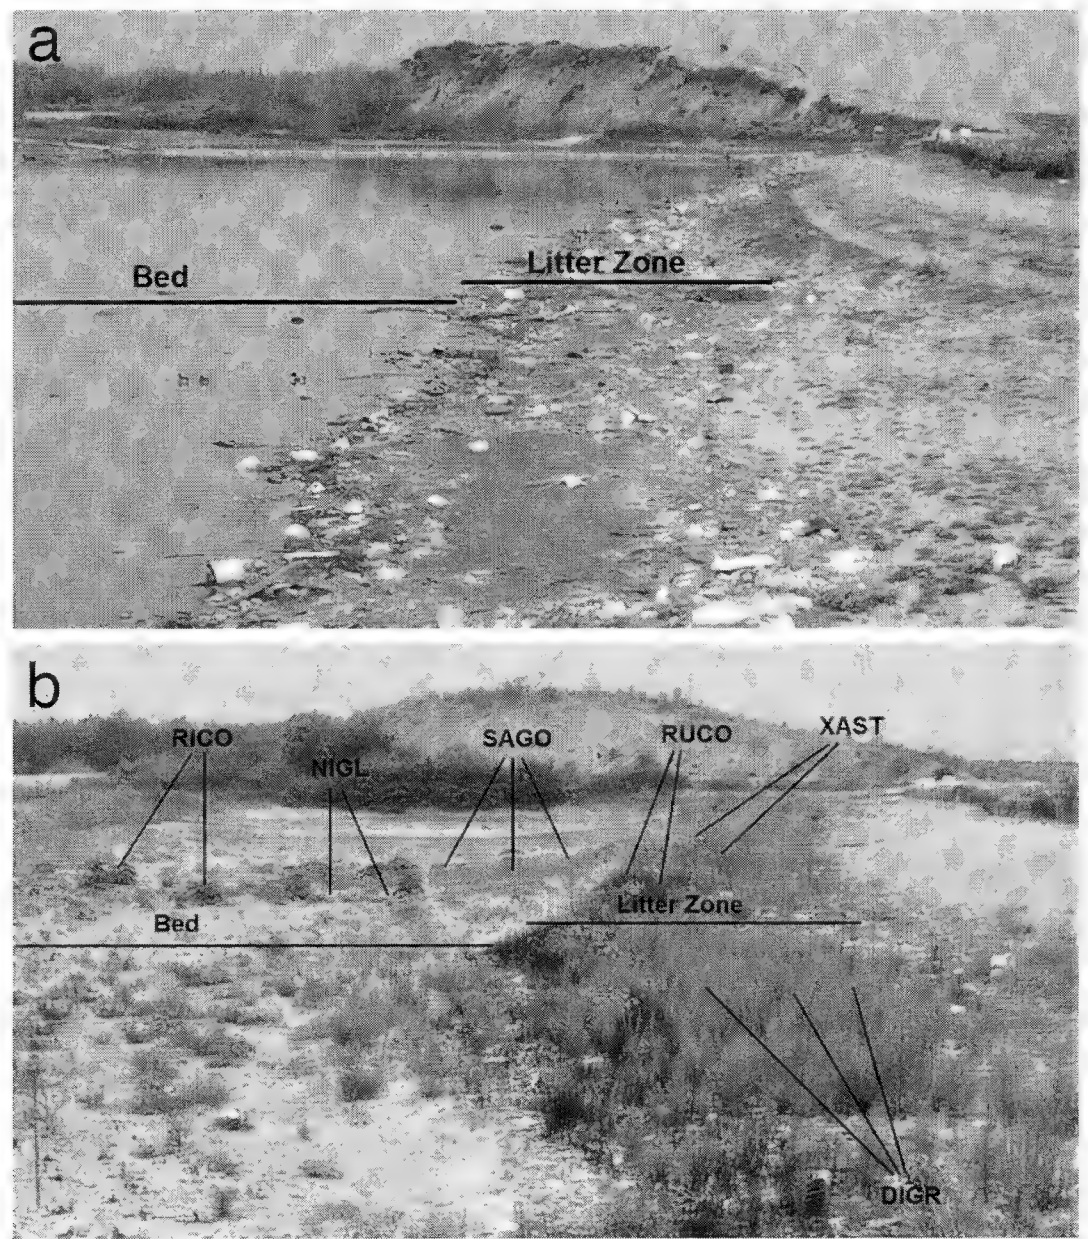 a
Bed
Litter Zone
b
RICO
NIGL
SAGO
RUCO
XAST
Bed
Litter Zone
DIGR